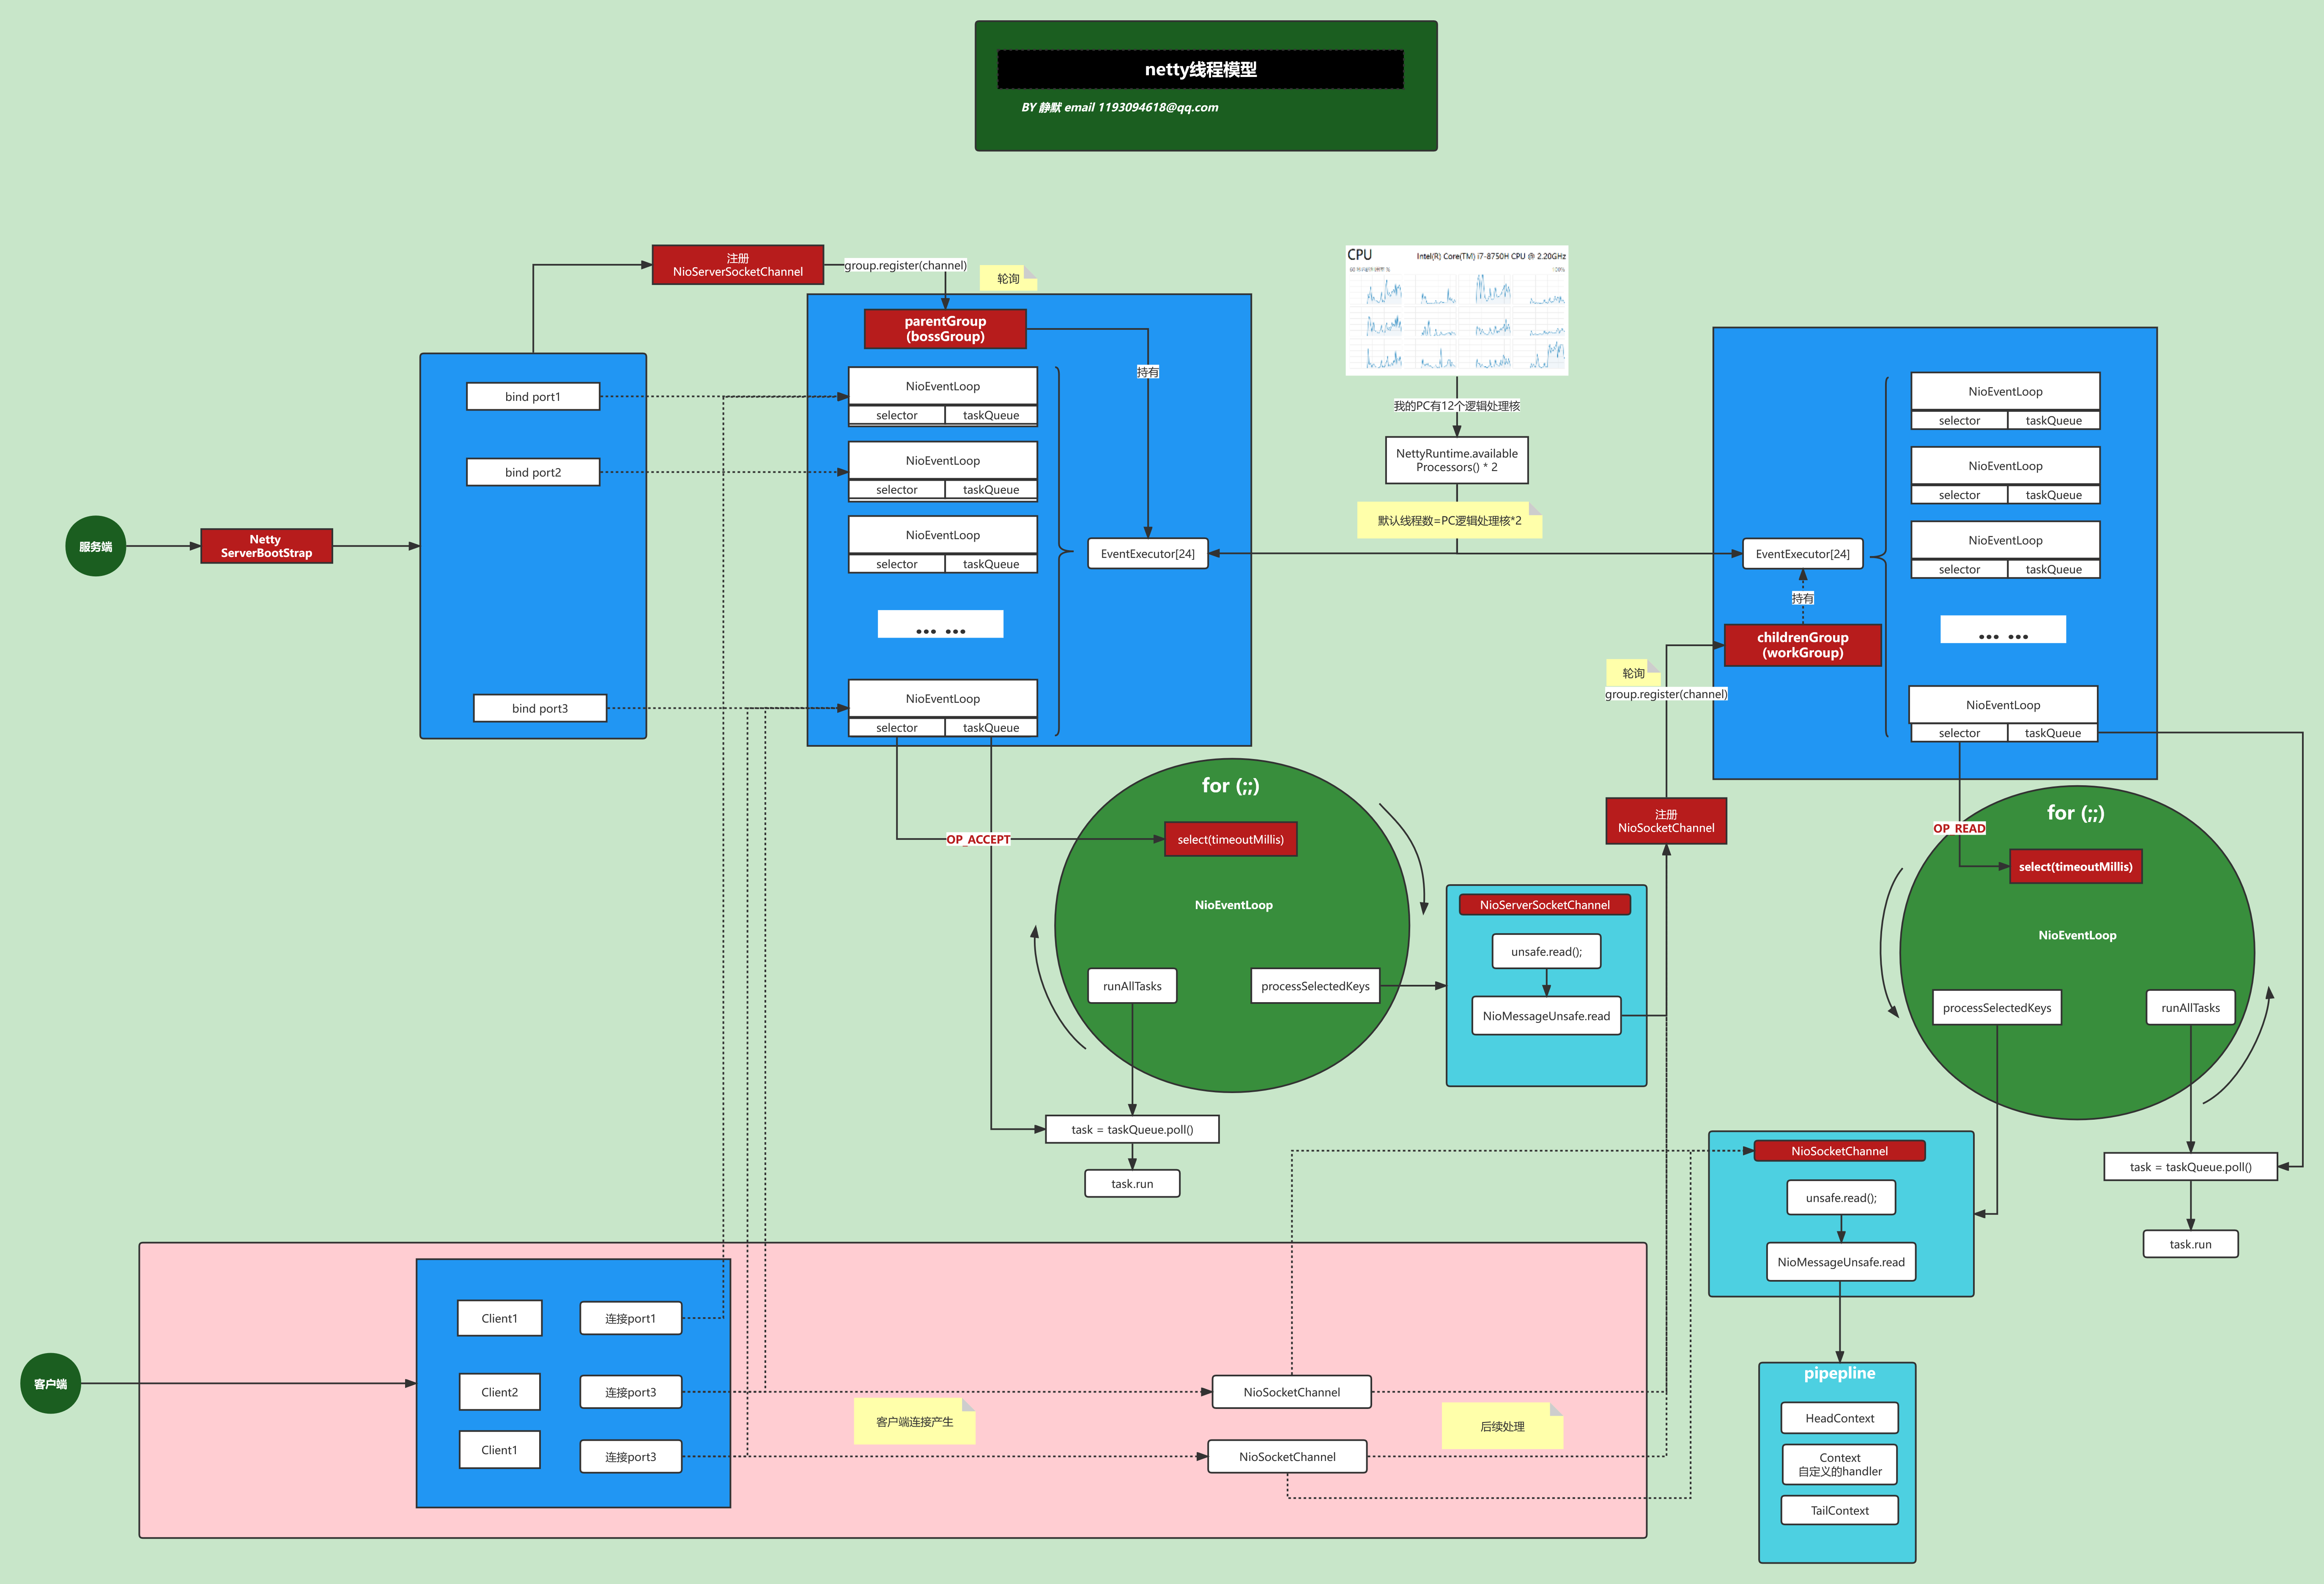 netty线程模型
BY 静默 email 1193094618@qq.com
注册
NioServerSocketChannel
group.register(channel)
轮询
parentGroup
(bossGroup)
持有
NioEventLoop
selector
taskQueue
NioEventLoop
selector
taskQueue
NioEventLoop
selector
taskQueue
... ...
NioEventLoop
selector
taskQueue
EventExecutor[24]
bind port1
bind port2
bind port3
服务端
Netty
ServerBootStrap
CPU
Intel(R) Core(TM) i7-8750H CPU @ 2.20GHz
我的PC有12个逻辑处理核
NettyRuntime.available
Processors() * 2
默认线程数=PC逻辑处理核*2
EventExecutor[24]
持有
childrenGroup
(workGroup)
轮询
group.register(channel)
NioEventLoop
selector
taskQueue
NioEventLoop
selector
taskQueue
NioEventLoop
selector
taskQueue
... ...
NioEventLoop
selector
taskQueue
注册
NioSocketChannel
for (;;)
OP_ACCEPT
select(timeoutMillis)
NioEventLoop
runAllTasks
processSelectedKeys
task = taskQueue.poll()
task.run
NioServerSocketChannel
unsafe.read();
NioMessageUnsafe.read
for (;;)
OP_READ
select(timeoutMillis)
NioEventLoop
processSelectedKeys
runAllTasks
task = taskQueue.poll()
task.run
NioSocketChannel
unsafe.read();
NioMessageUnsafe.read
pipepline
HeadContext
Context
自定义的handler
TailContext
客户端
Client1
连接port1
Client2
连接port3
Client1
连接port3
客户端连接产生
NioSocketChannel
NioSocketChannel
后续处理